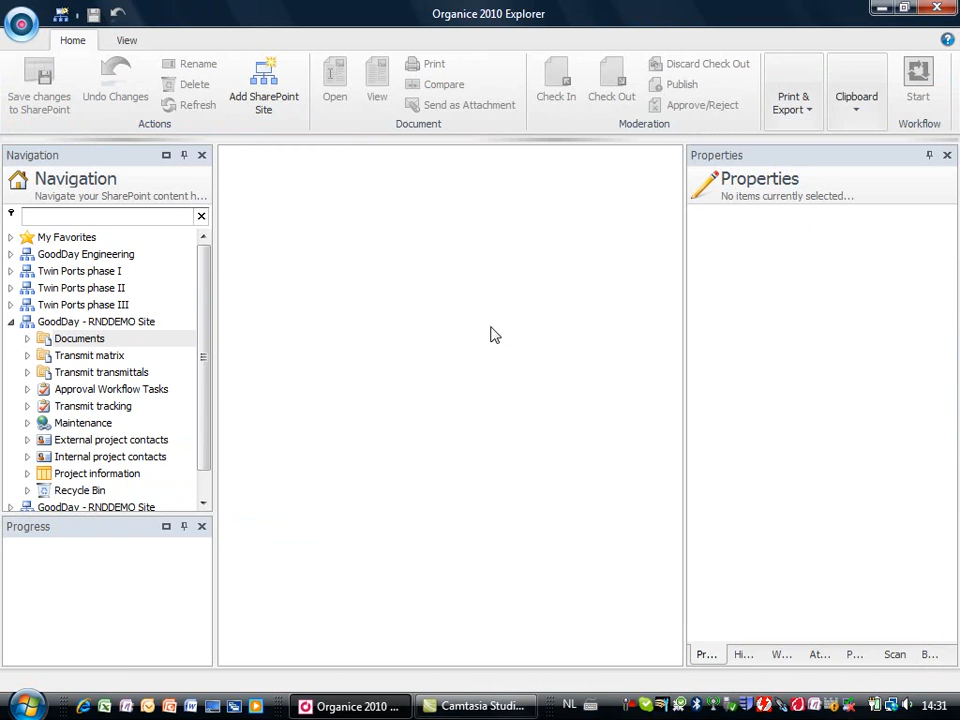 Organice 2010 Explorer
Home
View
Save changes to SharePoint
Undo Changes
Rename
Delete
Refresh
Actions
Add SharePoint Site
Open
View
Print
Compare
Send as Attachment
Document
Check In
Check Out
Discard Check Out
Publish
Approve/Reject
Moderation
Print & Export
Clipboard
Start
Workflow
Navigation
Navigation
Navigate your SharePoint content h...
My Favorites
GoodDay Engineering
Twin Ports phase I
Twin Ports phase II
Twin Ports phase III
GoodDay - RNDDEMO Site
Documents
Transmit matrix
Transmit transmittals
Approval Workflow Tasks
Transmit tracking
Maintenance
External project contacts
Internal project contacts
Project information
Recycle Bin
GoodDay - RNDDEMO Site
Progress
Properties
Properties
No items currently selected...
Pr...
Hi...
W...
At...
P...
Scan
B...
Organice 2010 ...
Camtasia Studi...
NL
14:31